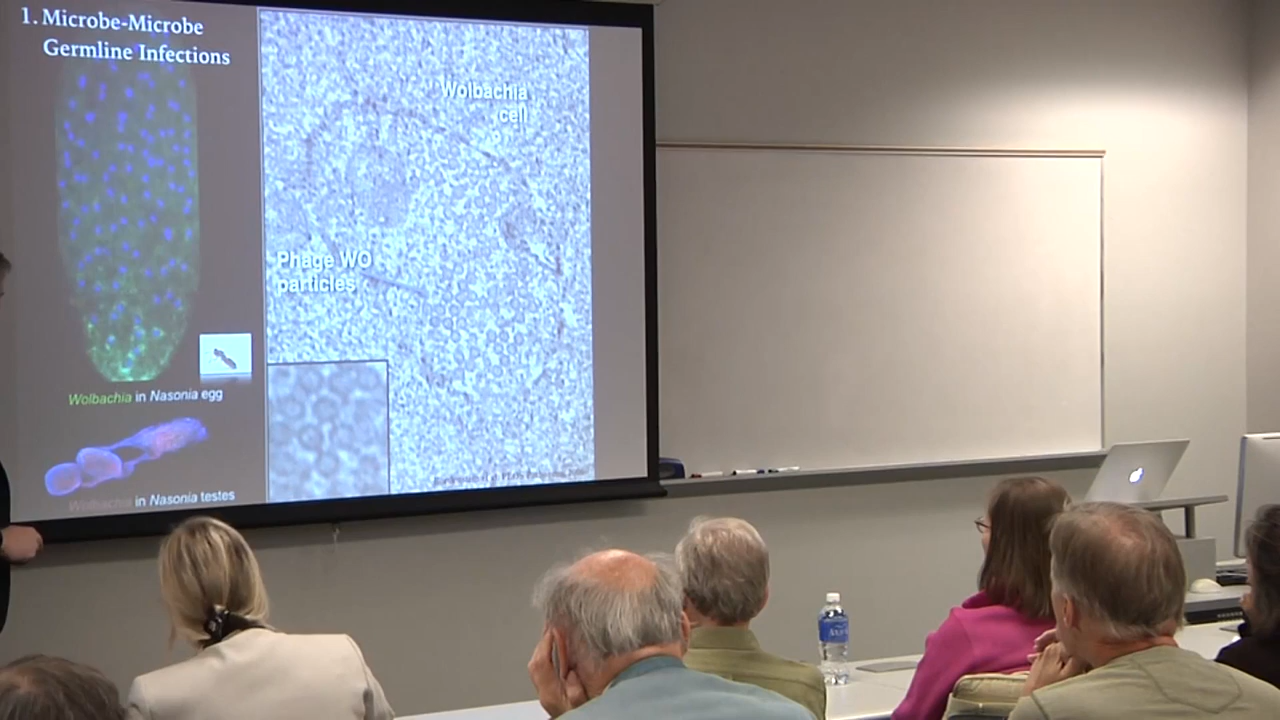 1. Microbe-Microbe
Germline Infections
Wolbachia
cell
Phage WO
particles
Wolbachia in Nasonia egg
Wolbachia in Nasonia testes